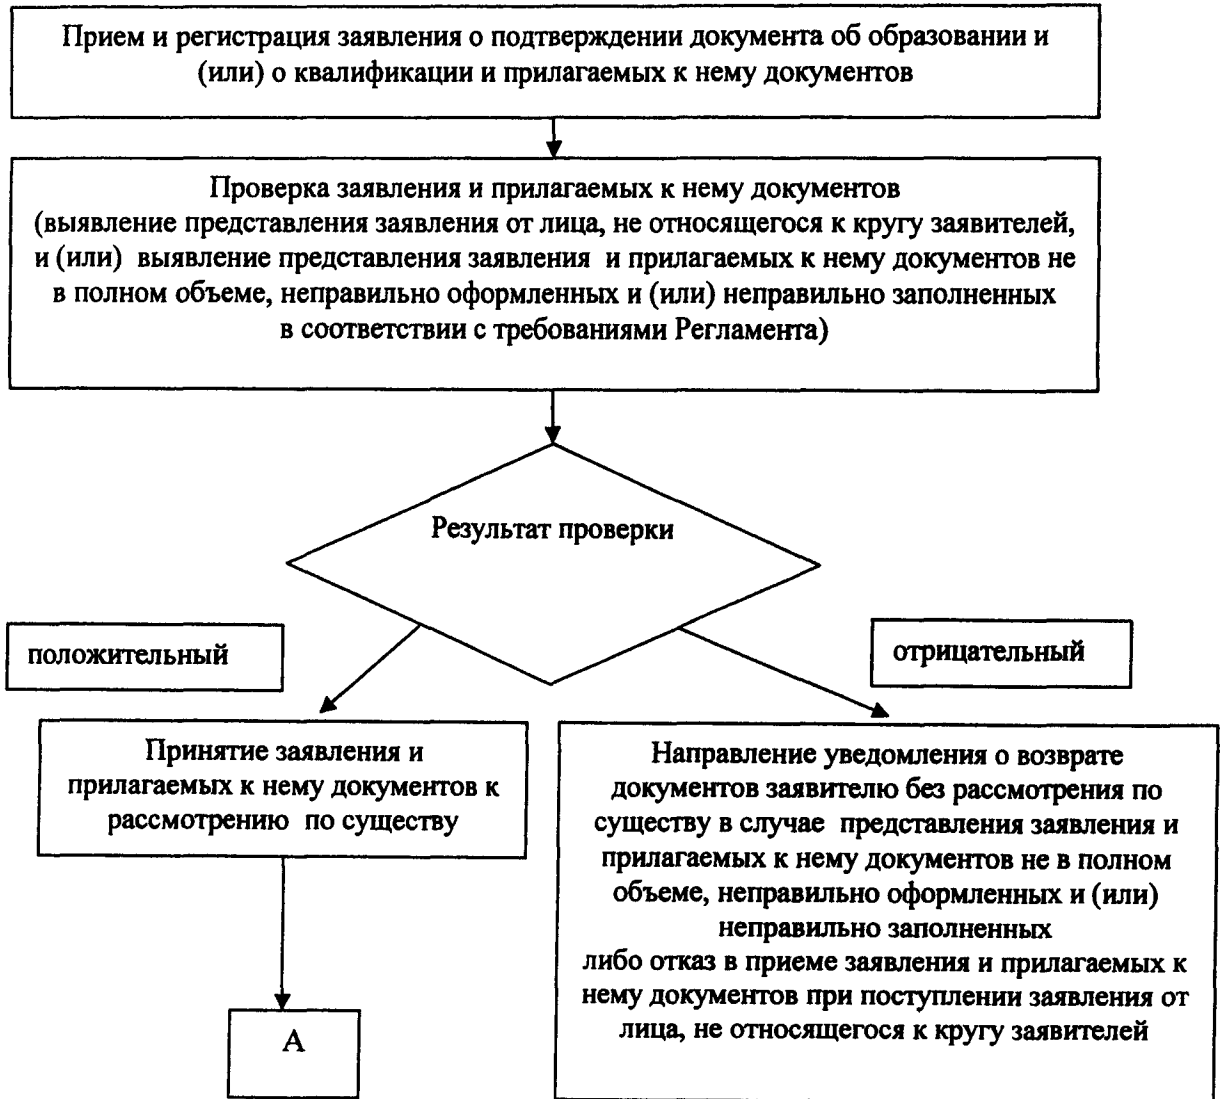 Прием и регистрация заявления о подтверждении документа об образовании и
(или) о квалификации и прилагаемых к нему документов
Проверка заявления и прилагаемых к нему документов
(выявление представления заявления от лица, не относящегося к кругу заявителей,
и (или) выявление представления заявления и прилагаемых к нему документов не
в полном объеме, неправильно оформленных и (или) неправильно заполненных
в соответствии с требованиями Регламента)
Результат проверки
положительный
отрицательный
Принятие заявления и
прилагаемых к нему документов к
рассмотрению по существу
Направление уведомления о возврате
документов заявителю без рассмотрения по
существу в случае представления заявления и
прилагаемых к нему документов не в полном
объеме, неправильно оформленных и (или)
неправильно заполненных
либо отказ в приеме заявления и прилагаемых к
нему документов при поступлении заявления от
лица, не относящегося к кругу заявителей
А